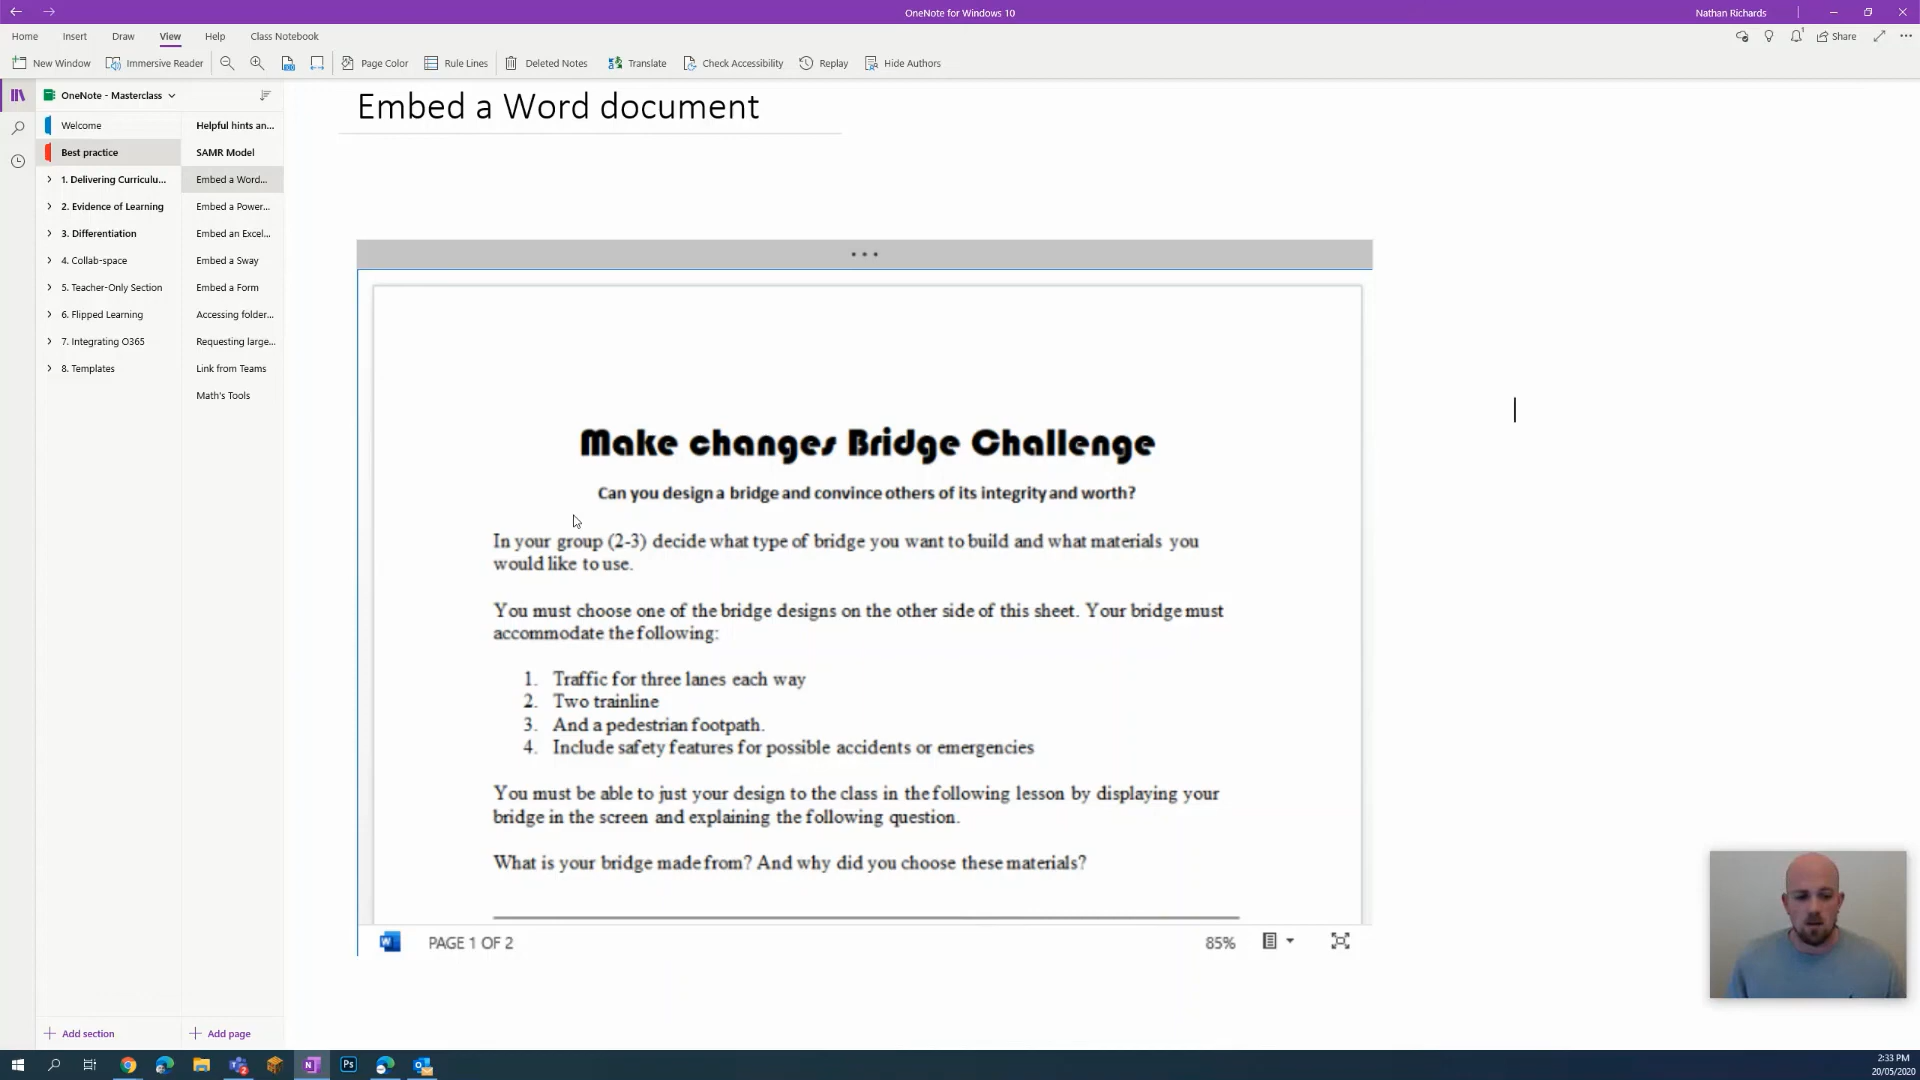 OneNote for Windows 10
Nathan Richards
Home Insert Draw View Help Class Notebook
Share
New Window Immersive Reader Page Color Rule Lines Deleted Notes Translate Check Accessibility Replay Hide Authors
OneNote - Masterclass
Welcome
Best practice
1. Delivering Curriculu...
2. Evidence of Learning
3. Differentiation
4. Collab-space
5. Teacher-Only Section
6. Flipped Learning
7. Integrating O365
8. Templates
Helpful hints an...
SAMR Model
Embed a Word...
Embed a Power...
Embed an Excel...
Embed a Sway
Embed a Form
Accessing folder...
Requesting large...
Link from Teams
Math's Tools
Embed a Word document
Make changes Bridge Challenge
Can you design a bridge and convince others of its integrity and worth?
In your group (2-3) decide what type of bridge you want to build and what materials you
would like to use.
You must choose one of the bridge designs on the other side of this sheet. Your bridge must
accommodate the following:
1. Traffic for three lanes each way
2. Two trainline
3. And a pedestrian footpath.
4. Include safety features for possible accidents or emergencies
You must be able to just your design to the class in the following lesson by displaying your
bridge in the screen and explaining the following question.
What is your bridge made from? And why did you choose these materials?
PAGE 1 OF 2
85%
Add section
Add page
2:33 PM
20/05/2020